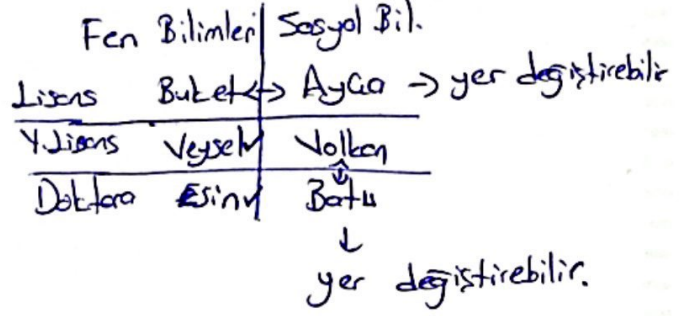 Fen Bilimleri Sosyal Bil.
Lisans Buket ↔ Ayça → yer değiştirebilir
Y.Lisans Veysel✓ Volkan
↕
Doktora Esin✓ Batu
↓
yer değiştirebilir.